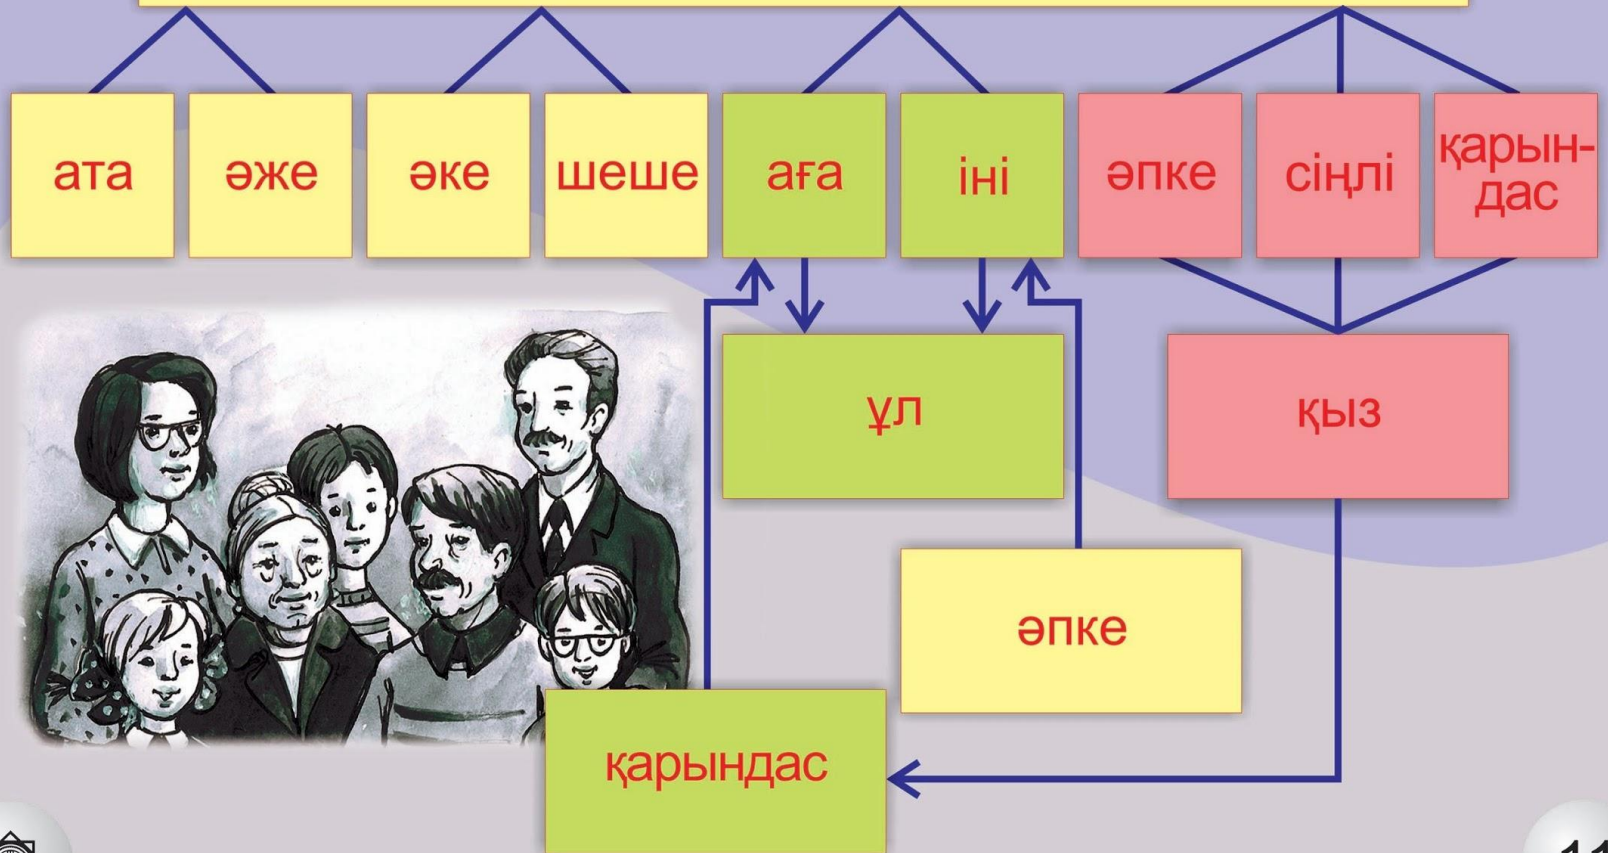 ата
әже
әке
шеше
аға
іні
әпке
сіңлі
қарын-
дас
ұл
қыз
әпке
қарындас